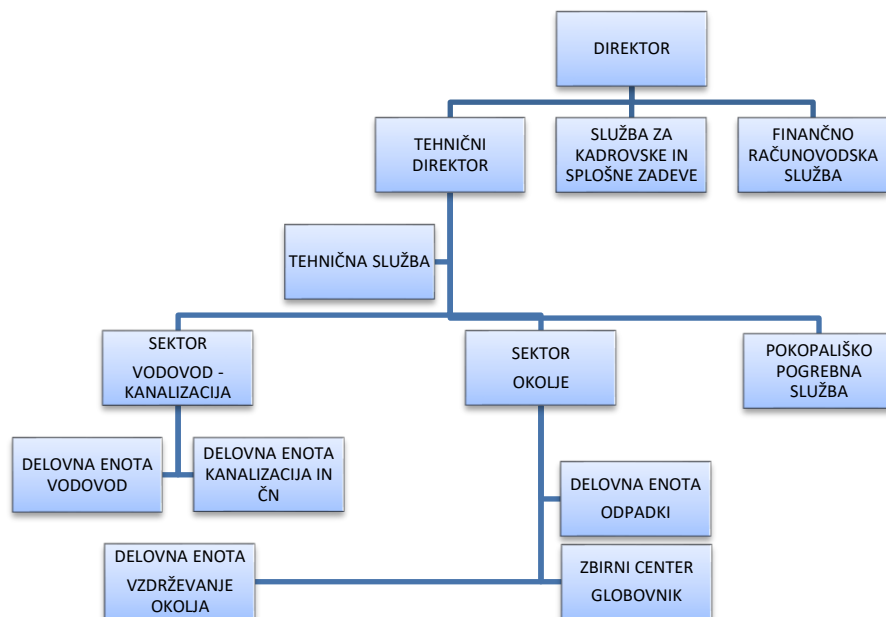 DIREKTOR
TEHNIČNI
DIREKTOR
SLUŽBA ZA
KADROVSKE IN
SPLOŠNE ZADEVE
FINANČNO
RAČUNOVODSKA
SLUŽBA
TEHNIČNA SLUŽBA
SEKTOR
VODOVOD -
KANALIZACIJA
SEKTOR
OKOLJE
POKOPALIŠKO
POGREBNA
SLUŽBA
DELOVNA ENOTA
VODOVOD
DELOVNA ENOTA
KANALIZACIJA IN
ČN
DELOVNA ENOTA
ODPADKI
DELOVNA ENOTA
VZDRŽEVANJE
OKOLJA
ZBIRNI CENTER
GLOBOVNIK